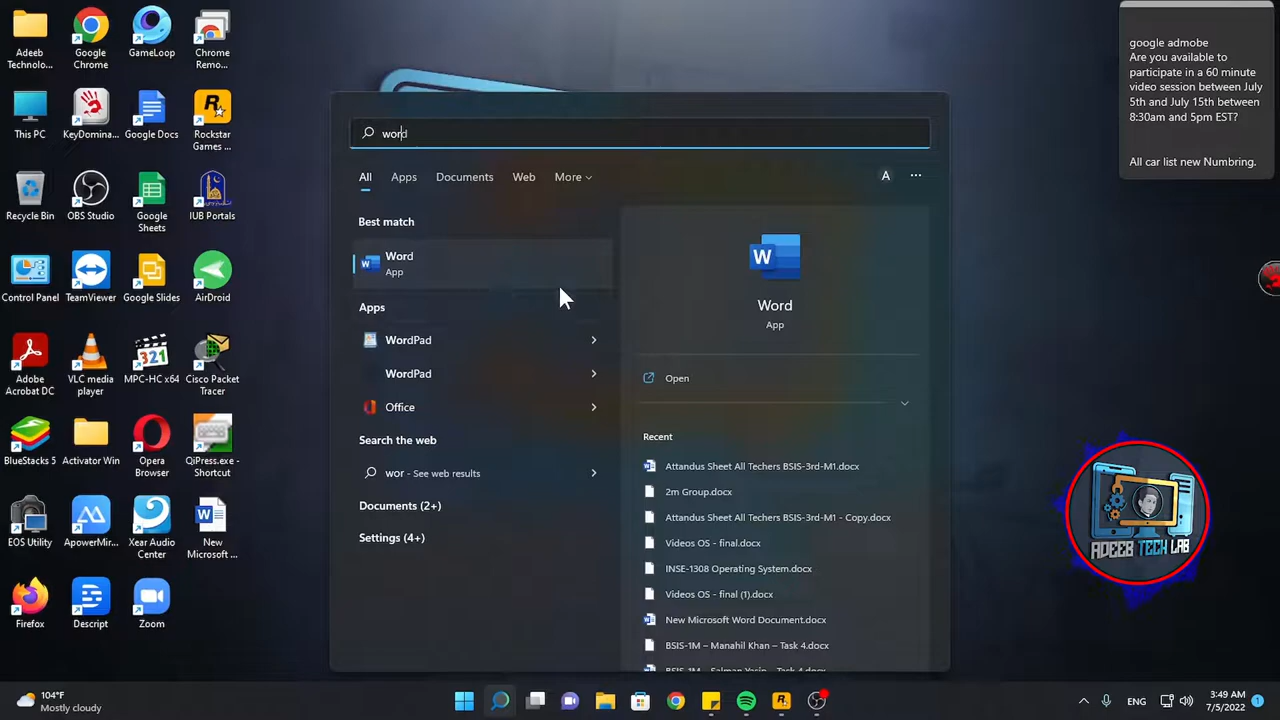 Adeeb
Technolo...
Google
Chrome
GameLoop
Chrome
Remo...
This PC
KeyDomina...
Google Docs
Rockstar
Games ...
Recycle Bin
OBS Studio
Google
Sheets
IUB Portals
Control Panel
TeamViewer
Google Slides
AirDroid
Adobe
Acrobat DC
VLC media
player
MPC-HC x64
Cisco Packet
Tracer
BlueStacks 5
Activator Win
Opera
Browser
QiPress.exe -
Shortcut
EOS Utility
ApowerMir...
Xear Audio
Center
New
Microsoft ...
Firefox
Descript
Zoom
word
All
Apps
Documents
Web
More
A
...
Best match
Word
App
Apps
WordPad
WordPad
Office
Search the web
wor - See web results
Documents (2+)
Settings (4+)
W
Word
App
Open
Recent
Attandus Sheet All Techers BSIS-3rd-M1.docx
2m Group.docx
Attandus Sheet All Techers BSIS-3rd-M1 - Copy.docx
Videos OS - final.docx
INSE-1308 Operating System.docx
Videos OS - final (1).docx
New Microsoft Word Document.docx
BSIS-1M – Manahil Khan – Task 4.docx
BSIS-1M – Salman Yasin – Task 4.docx
google admobe
Are you available to
participate in a 60 minute
video session between July
5th and July 15th between
8:30am and 5pm EST?
All car list new Numbring.
ADEEB TECH LAB
104°F
Mostly cloudy
ENG
3:49 AM
7/5/2022
1